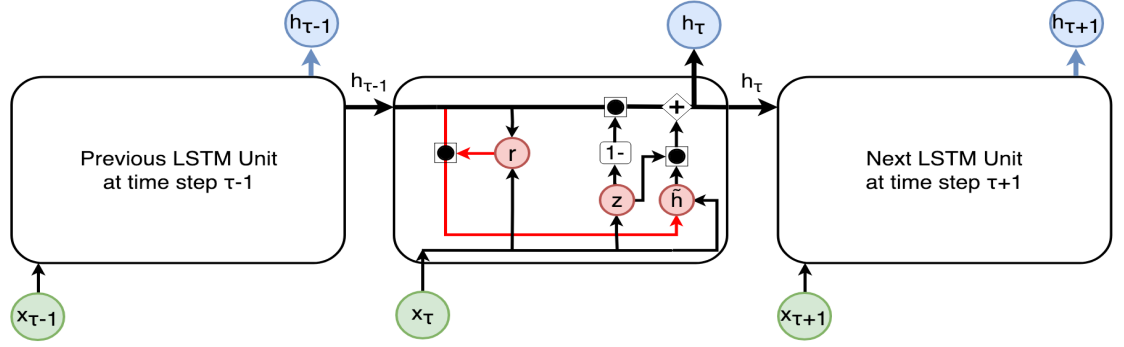 hτ-1
hτ
hτ+1
hτ-1
hτ
+
r
1-
Previous LSTM Unit
at time step τ-1
Next LSTM Unit
at time step τ+1
z
h̃
xτ-1
xτ
xτ+1